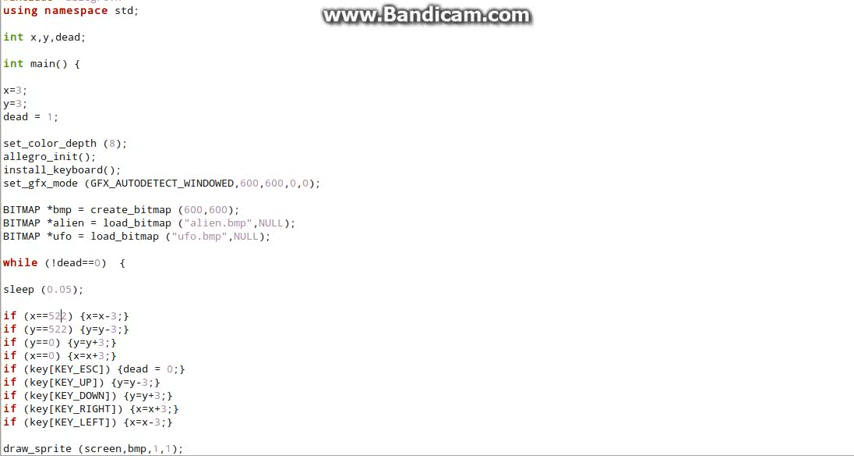 www.Bandicam.com
using namespace std;
int x,y,dead;
int main() {
x=3;
y=3;
dead = 1;
set_color_depth (8);
allegro_init();
install_keyboard();
set_gfx_mode (GFX_AUTODETECT_WINDOWED,600,600,0,0);
BITMAP *bmp = create_bitmap (600,600);
BITMAP *alien = load_bitmap ("alien.bmp",NULL);
BITMAP *ufo = load_bitmap ("ufo.bmp",NULL);
while (!dead==0)  {
sleep (0.05);
if (x==522) {x=x-3;}
if (y==522) {y=y-3;}
if (y==0) {y=y+3;}
if (x==0) {x=x+3;}
if (key[KEY_ESC]) {dead = 0;}
if (key[KEY_UP]) {y=y-3;}
if (key[KEY_DOWN]) {y=y+3;}
if (key[KEY_RIGHT]) {x=x+3;}
if (key[KEY_LEFT]) {x=x-3;}
draw_sprite (screen,bmp,1,1);